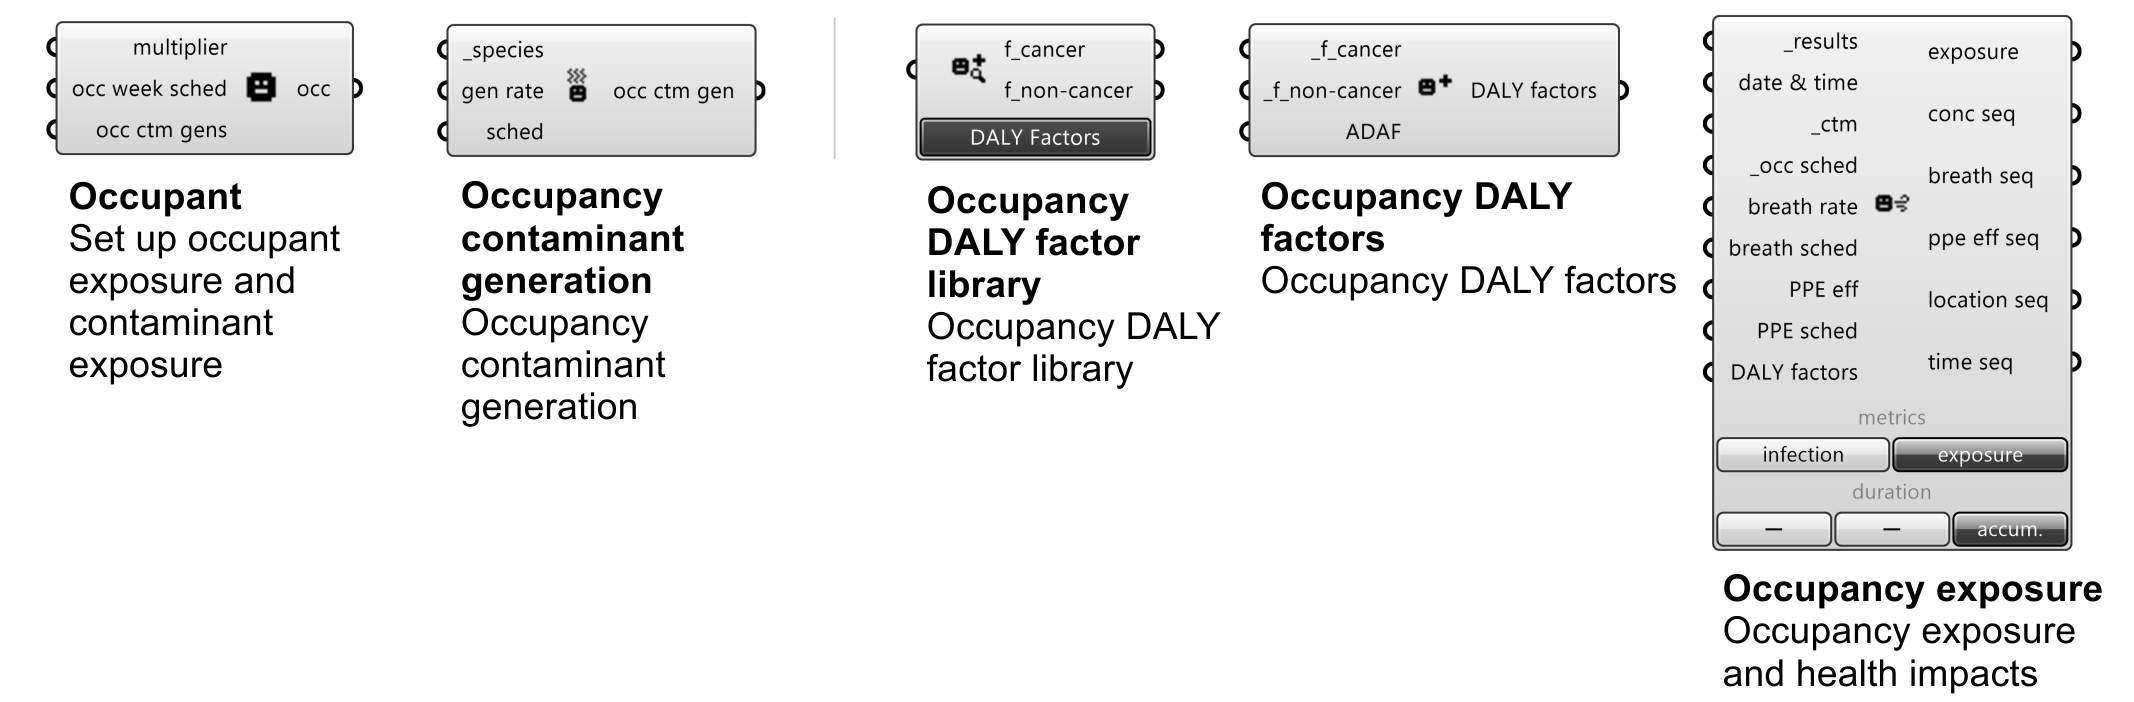 multiplier
occ week sched
occ ctm gens
occ
Occupant
Set up occupant
exposure and
contaminant
exposure
_species
gen rate
sched
occ ctm gen
Occupancy
contaminant
generation
Occupancy
contaminant
generation
f_cancer
f_non-cancer
DALY Factors
Occupancy
DALY factor
library
Occupancy DALY
factor library
_f_cancer
_f_non-cancer
ADAF
DALY factors
Occupancy DALY
factors
Occupancy DALY factors
_results
date & time
_ctm
_occ sched
breath rate
breath sched
PPE eff
PPE sched
DALY factors
exposure
conc seq
breath seq
ppe eff seq
location seq
time seq
metrics
infection
exposure
duration
–
–
accum.
Occupancy exposure
Occupancy exposure
and health impacts